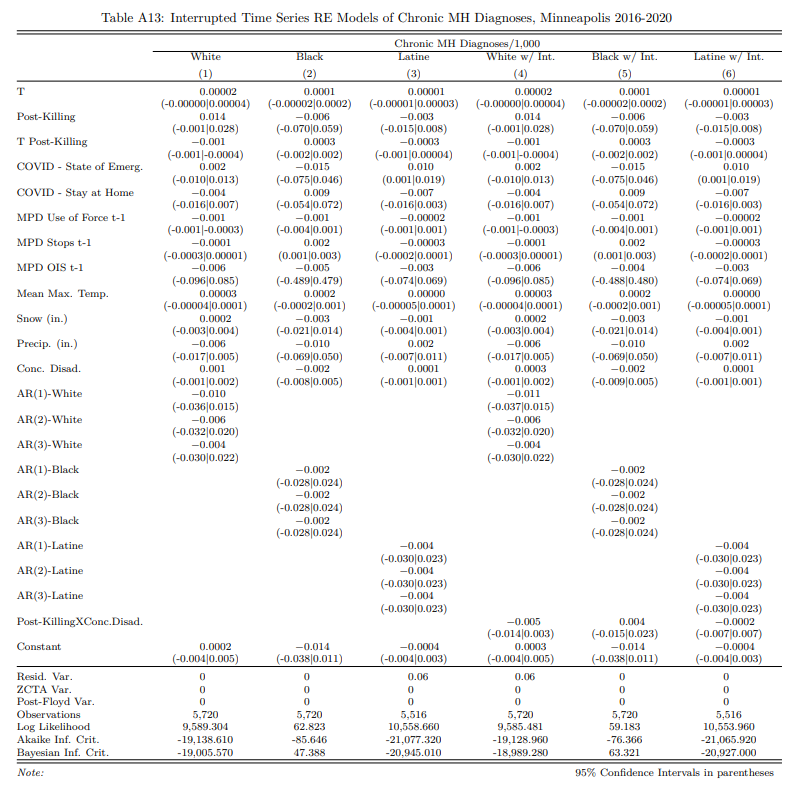 Table A13: Interrupted Time Series RE Models of Chronic MH Diagnoses, Minneapolis 2016-2020
Chronic MH Diagnoses/1,000
White Black Latine White w/ Int. Black w/ Int. Latine w/ Int.
(1) (2) (3) (4) (5) (6)
T 0.00002 0.0001 0.00001 0.00002 0.0001 0.00001
(-0.00000|0.00004) (-0.00002|0.0002) (-0.00001|0.00003) (-0.00000|0.00004) (-0.00002|0.0002) (-0.00001|0.00003)
Post-Killing 0.014 −0.006 −0.003 0.014 −0.006 −0.003
(-0.001|0.028) (-0.070|0.059) (-0.015|0.008) (-0.001|0.028) (-0.070|0.059) (-0.015|0.008)
T Post-Killing −0.001 0.0003 −0.0003 −0.001 0.0003 −0.0003
(-0.001|-0.0004) (-0.002|0.002) (-0.001|0.00004) (-0.001|-0.0004) (-0.002|0.002) (-0.001|0.00004)
COVID - State of Emerg. 0.002 −0.015 0.010 0.002 −0.015 0.010
(-0.010|0.013) (-0.075|0.046) (0.001|0.019) (-0.010|0.013) (-0.075|0.046) (0.001|0.019)
COVID - Stay at Home −0.004 0.009 −0.007 −0.004 0.009 −0.007
(-0.016|0.007) (-0.054|0.072) (-0.016|0.003) (-0.016|0.007) (-0.054|0.072) (-0.016|0.003)
MPD Use of Force t-1 −0.001 −0.001 −0.00002 −0.001 −0.001 −0.00002
(-0.001|-0.0003) (-0.004|0.001) (-0.001|0.001) (-0.001|-0.0003) (-0.004|0.001) (-0.001|0.001)
MPD Stops t-1 −0.0001 0.002 −0.00003 −0.0001 0.002 −0.00003
(-0.0003|0.00001) (0.001|0.003) (-0.0002|0.0001) (-0.0003|0.00001) (0.001|0.003) (-0.0002|0.0001)
MPD OIS t-1 −0.006 −0.005 −0.003 −0.006 −0.004 −0.003
(-0.096|0.085) (-0.489|0.479) (-0.074|0.069) (-0.096|0.085) (-0.488|0.480) (-0.074|0.069)
Mean Max. Temp. 0.00003 0.0002 0.00000 0.00003 0.0002 0.00000
(-0.00004|0.0001) (-0.0002|0.001) (-0.00005|0.0001) (-0.00004|0.0001) (-0.0002|0.001) (-0.00005|0.0001)
Snow (in.) 0.0002 −0.003 −0.001 0.0002 −0.003 −0.001
(-0.003|0.004) (-0.021|0.014) (-0.004|0.001) (-0.003|0.004) (-0.021|0.014) (-0.004|0.001)
Precip. (in.) −0.006 −0.010 0.002 −0.006 −0.010 0.002
(-0.017|0.005) (-0.069|0.050) (-0.007|0.011) (-0.017|0.005) (-0.069|0.050) (-0.007|0.011)
Conc. Disad. 0.001 −0.002 0.0001 0.0003 −0.002 0.0001
(-0.001|0.002) (-0.008|0.005) (-0.001|0.001) (-0.001|0.002) (-0.009|0.005) (-0.001|0.001)
AR(1)-White −0.010 −0.011
(-0.036|0.015) (-0.037|0.015)
AR(2)-White −0.006 −0.006
(-0.032|0.020) (-0.032|0.020)
AR(3)-White −0.004 −0.004
(-0.030|0.022) (-0.030|0.022)
AR(1)-Black −0.002 −0.002
(-0.028|0.024) (-0.028|0.024)
AR(2)-Black −0.002 −0.002
(-0.028|0.024) (-0.028|0.024)
AR(3)-Black −0.002 −0.002
(-0.028|0.024) (-0.028|0.024)
AR(1)-Latine −0.004 −0.004
(-0.030|0.023) (-0.030|0.023)
AR(2)-Latine −0.004 −0.004
(-0.030|0.023) (-0.030|0.023)
AR(3)-Latine −0.004 −0.004
(-0.030|0.023) (-0.030|0.023)
Post-KillingXConc.Disad. −0.005 0.004 −0.0002
(-0.014|0.003) (-0.015|0.023) (-0.007|0.007)
Constant 0.0002 −0.014 −0.0004 0.0003 −0.014 −0.0004
(-0.004|0.005) (-0.038|0.011) (-0.004|0.003) (-0.004|0.005) (-0.038|0.011) (-0.004|0.003)
Resid. Var. 0 0 0.06 0.06 0 0
ZCTA Var. 0 0 0 0 0 0
Post-Floyd Var. 0 0 0 0 0 0
Observations 5,720 5,720 5,516 5,720 5,720 5,516
Log Likelihood 9,589.304 62.823 10,558.660 9,585.481 59.183 10,553.960
Akaike Inf. Crit. -19,138.610 -85.646 -21,077.320 -19,128.960 -76.366 -21,065.920
Bayesian Inf. Crit. -19,005.570 47.388 -20,945.010 -18,989.280 63.321 -20,927.000
Note: 95% Confidence Intervals in parentheses